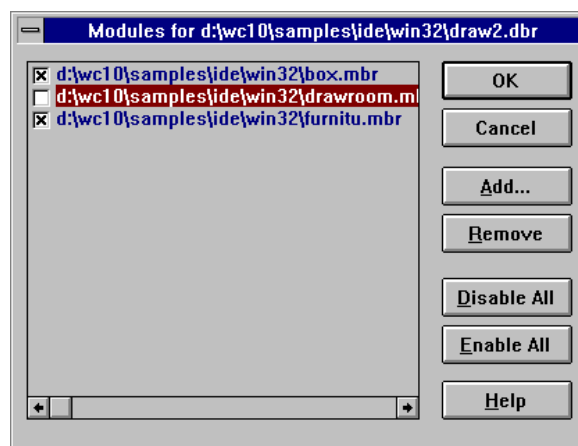 Modules for d:\wc10\samples\ide\win32\draw2.dbr
d:\wc10\samples\ide\win32\box.mbr
d:\wc10\samples\ide\win32\drawroom.ml
d:\wc10\samples\ide\win32\furnitu.mbr
OK
Cancel
Add...
Remove
Disable All
Enable All
Help